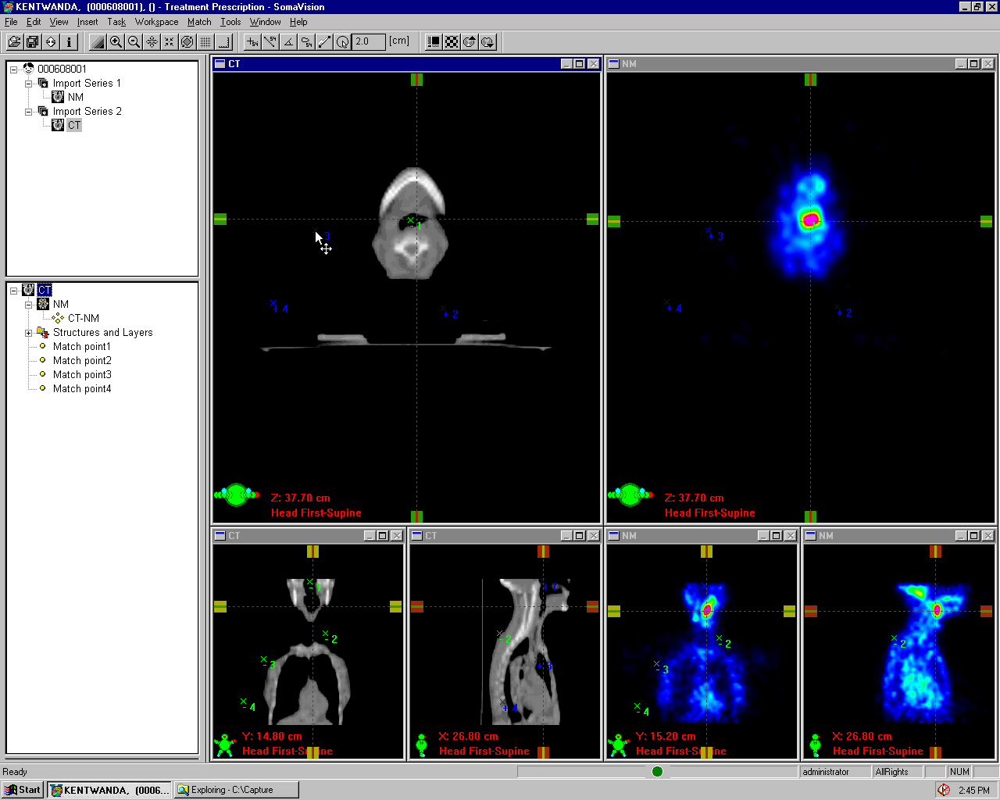 KENTWANDA, (000608001), () - Treatment Prescription - SomaVision
File Edit View Insert Task Workspace Match Tools Window Help
2.0 [cm]
000608001
Import Series 1
NM
Import Series 2
CT
CT
NM
CT-NM
Structures and Layers
Match point1
Match point2
Match point3
Match point4
CT
- 1
3
+ 4
+ 2
Z: 37.70 cm
Head First-Supine
NM
+ 3
+ 4
+ 2
Z: 37.70 cm
Head First-Supine
CT
- 1
- 2
- 3
- 4
Y: 14.80 cm
Head First-Supine
CT
+ 1
- 2
+ 3
+ 4
X: 26.80 cm
Head First-Supine
NM
- 2
- 3
- 4
Y: 15.20 cm
Head First-Supine
NM
- 2
X: 26.80 cm
Head First-Supine
Ready administrator AllRights NUM
Start KENTWANDA, (0006... Exploring - C:\Capture 2:45 PM